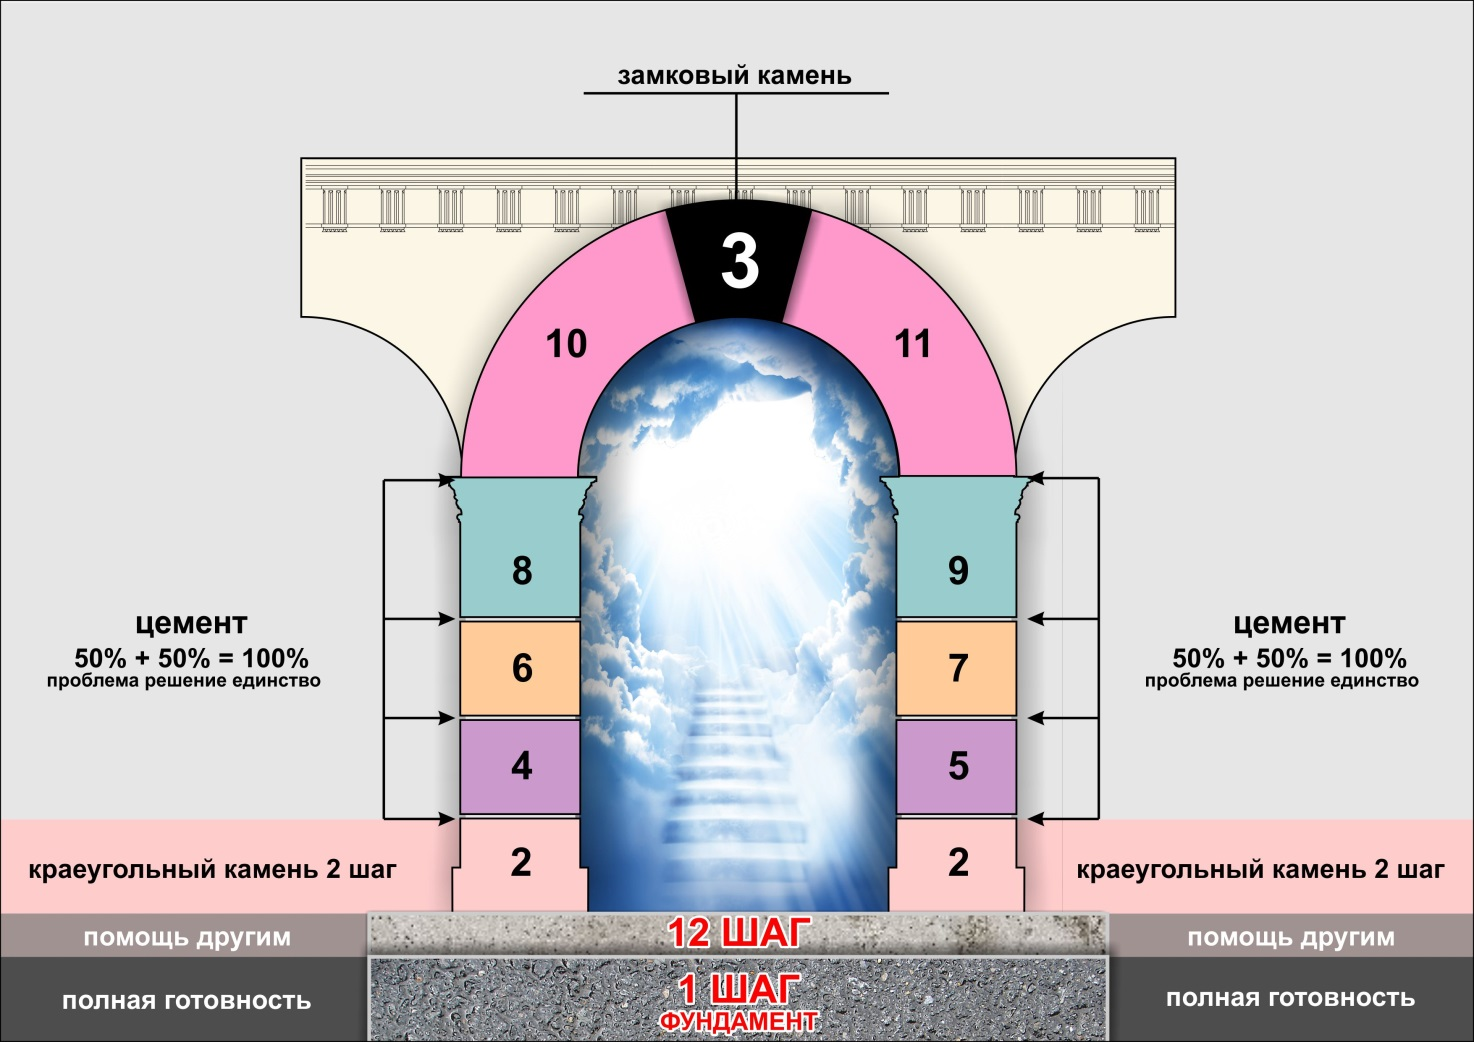 замковый камень
3
10
11
8
9
цемент
50% + 50% = 100%
проблема решение единство
6
7
цемент
50% + 50% = 100%
проблема решение единство
4
5
краеугольный камень 2 шаг
2
2
краеугольный камень 2 шаг
помощь другим
12 ШАГ
помощь другим
полная готовность
1 ШАГ
ФУНДАМЕНТ
полная готовность